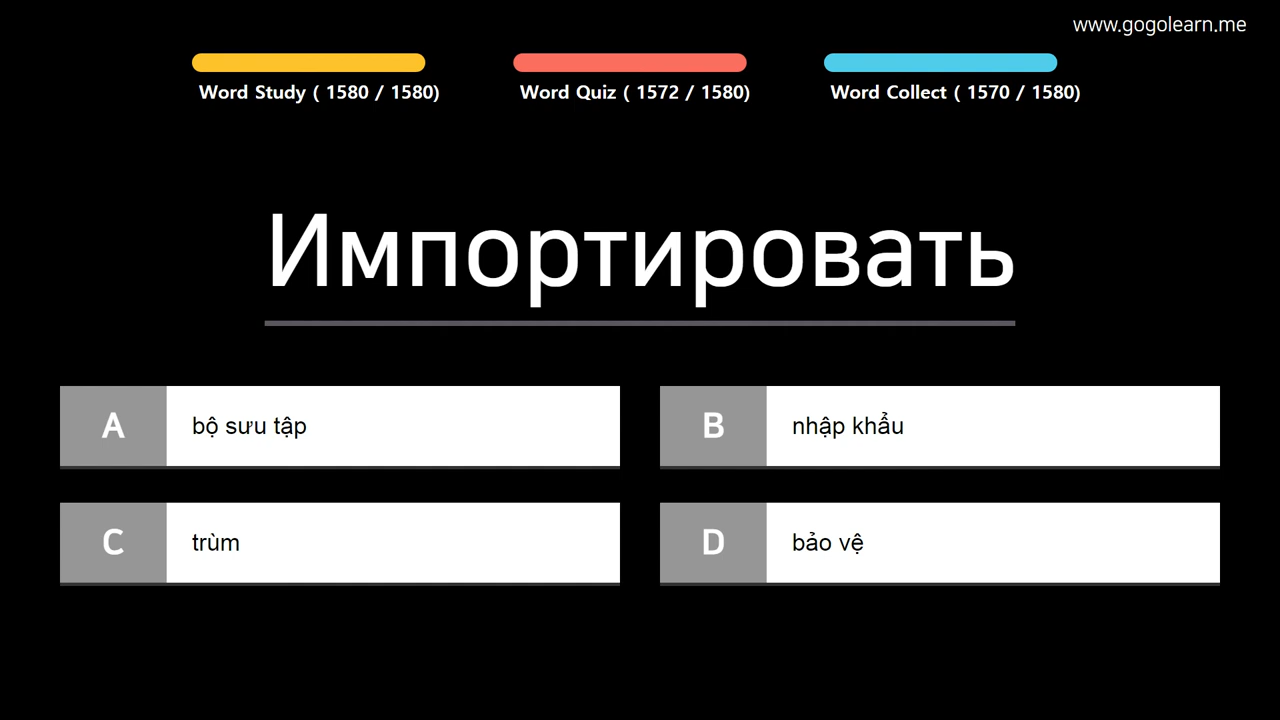 www.gogolearn.me
Word Study ( 1580 / 1580)
Word Quiz ( 1572 / 1580)
Word Collect ( 1570 / 1580)
Импортировать
A bộ sưu tập
B nhập khẩu
C trùm
D bảo vệ